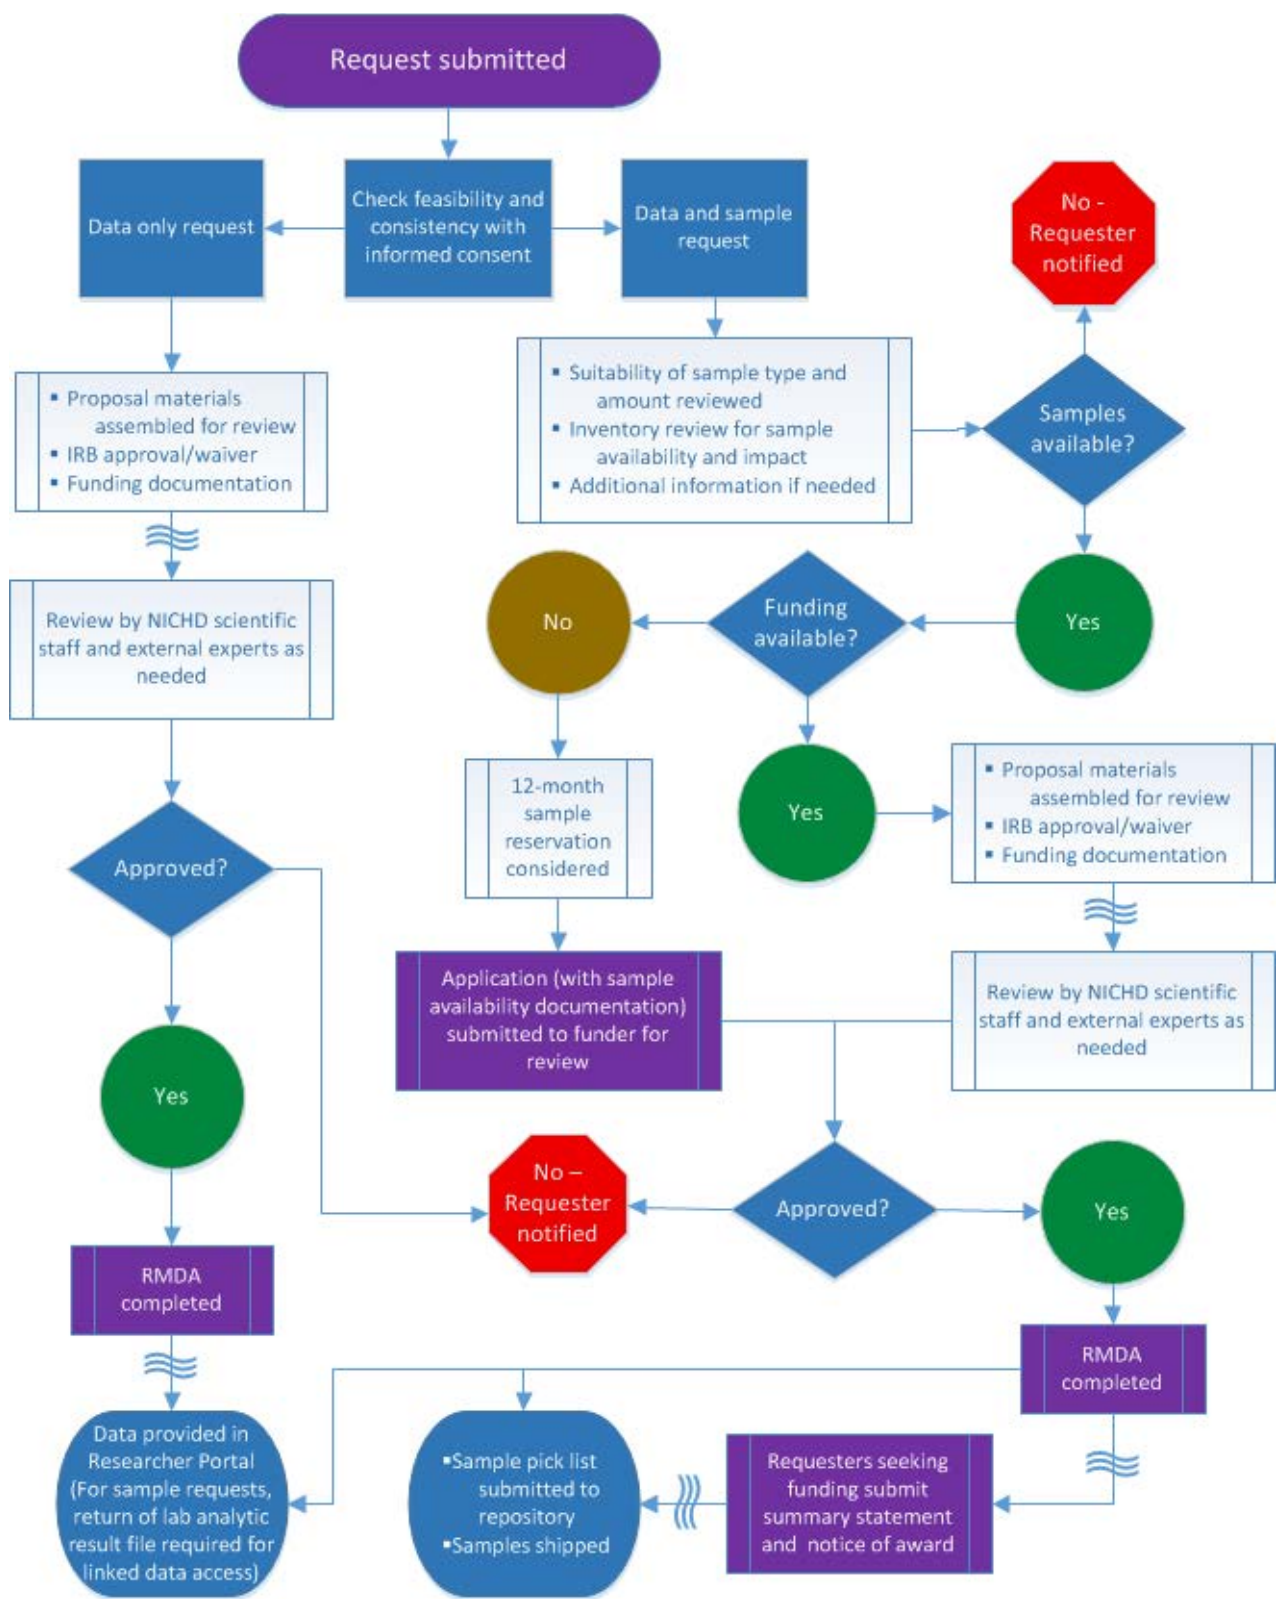 Request submitted
Data only request
Check feasibility and
consistency with
informed consent
Data and sample
request
No -
Requester
notified
▪ Proposal materials
assembled for review
▪ IRB approval/waiver
▪ Funding documentation
▪ Suitability of sample type and
amount reviewed
▪ Inventory review for sample
availability and impact
▪ Additional information if needed
Samples
available?
Review by NICHD scientific
staff and external experts as
needed
No
Funding
available?
Yes
12-month
sample
reservation
considered
Yes
▪ Proposal materials
assembled for review
▪ IRB approval/waiver
▪ Funding documentation
Approved?
Application (with sample
availability documentation)
submitted to funder for
review
Review by NICHD scientific
staff and external experts as
needed
Yes
No –
Requester
notified
Approved?
Yes
RMDA
completed
RMDA
completed
Data provided in
Researcher Portal
(For sample requests,
return of lab analytic
result file required for
linked data access)
▪Sample pick list
submitted to
repository
▪Samples shipped
Requesters seeking
funding submit
summary statement
and notice of award